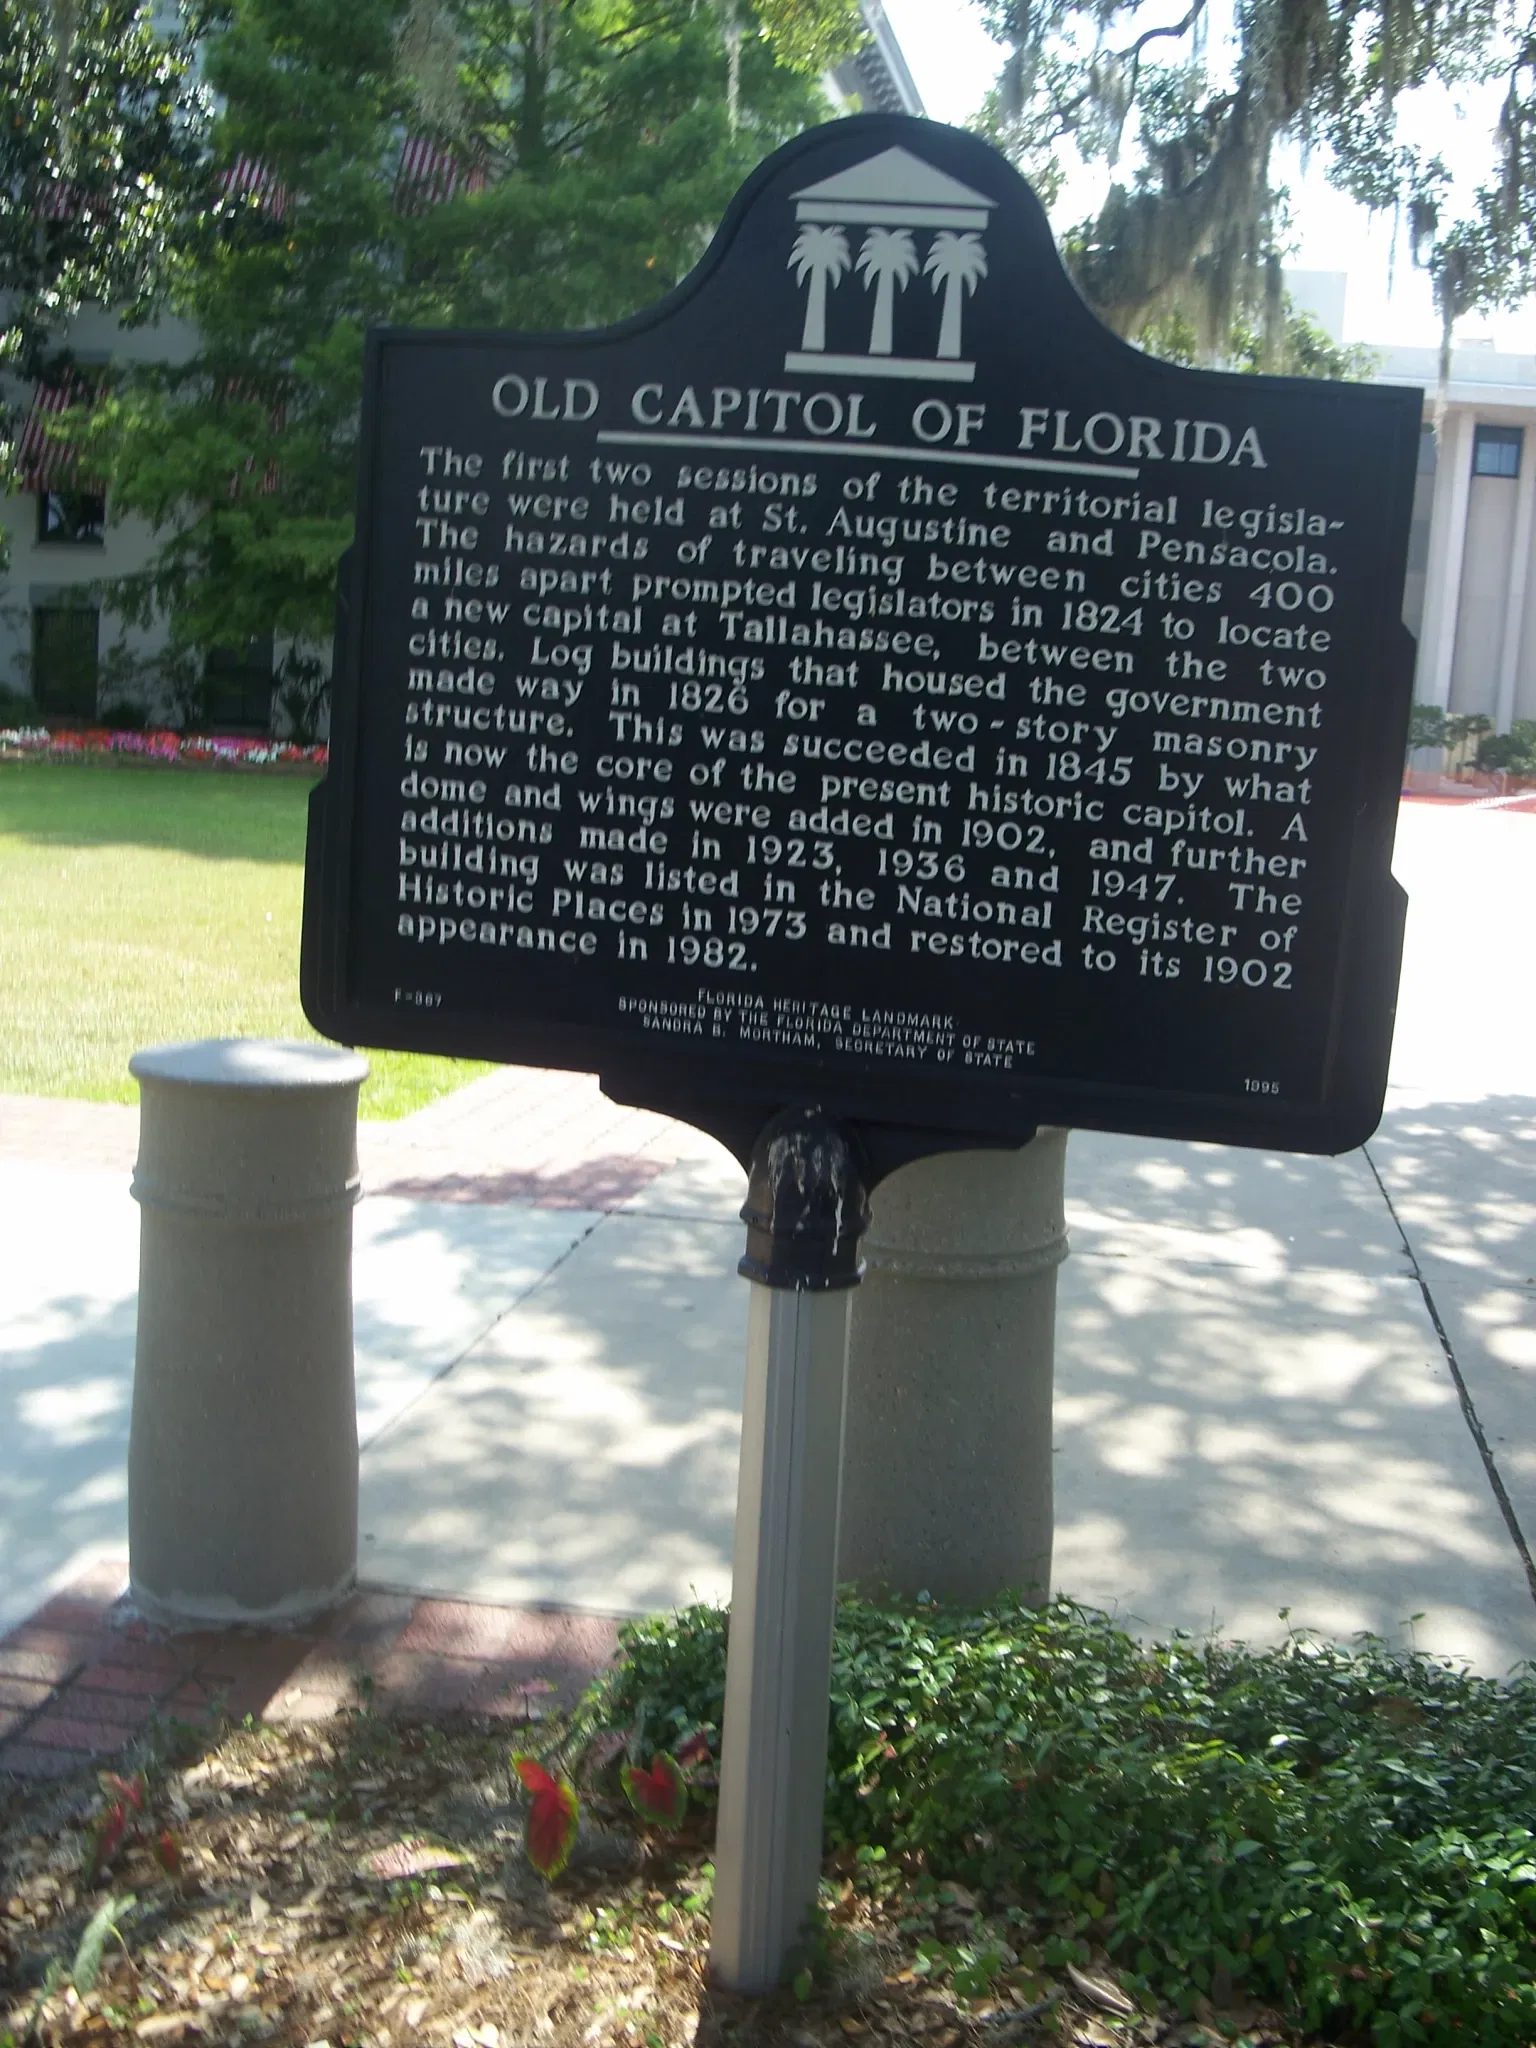 OLD CAPITOL OF FLORIDA
The first two sessions of the territorial legisla-
ture were held at St. Augustine and Pensacola.
The hazards of traveling between cities 400
miles apart prompted legislators in 1824 to locate
a new capital at Tallahassee, between the two
cities. Log buildings that housed the government
made way in 1826 for a two-story masonry
structure. This was succeeded in 1845 by what
is now the core of the present historic capitol. A
dome and wings were added in 1902, and further
additions made in 1923, 1936 and 1947. The
building was listed in the National Register of
Historic Places in 1973 and restored to its 1902
appearance in 1982.
FLORIDA HERITAGE LANDMARK
SPONSORED BY THE FLORIDA DEPARTMENT OF STATE
SANDRA B. MORTHAM, SECRETARY OF STATE
F-367
1995